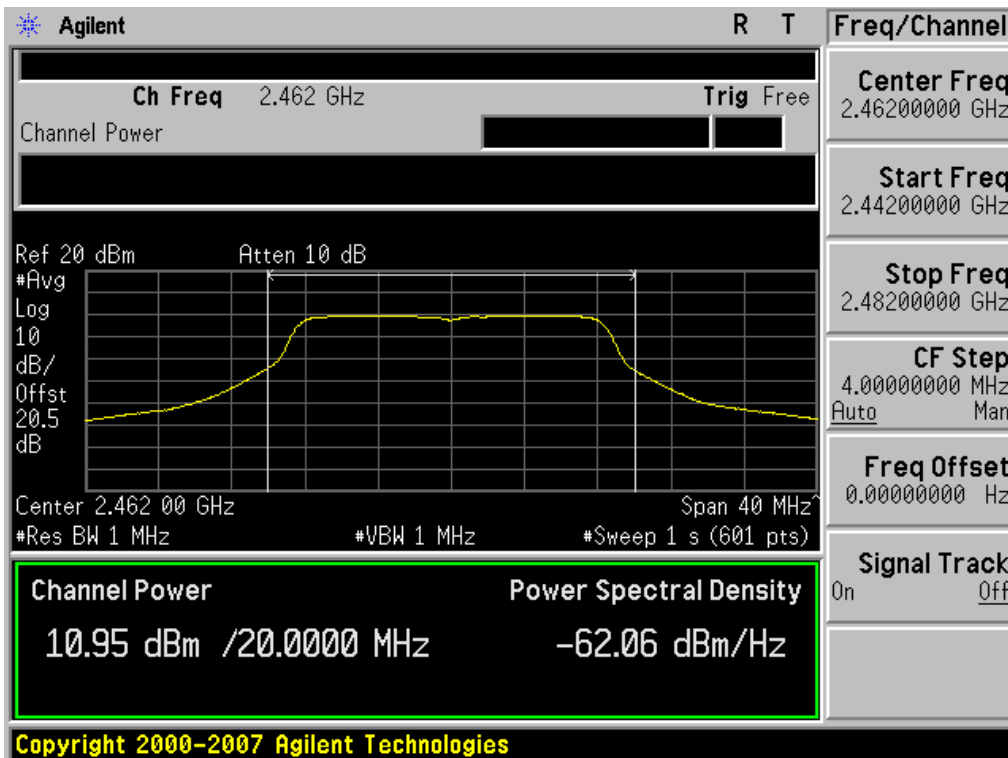 Agilent R T Freq/Channel
Ch Freq 2.462 GHz Trig Free
Channel Power
Center Freq
2.46200000 GHz
Start Freq
2.44200000 GHz
Stop Freq
2.48200000 GHz
CF Step
4.00000000 MHz
Auto Man
Freq Offset
0.00000000 Hz
Signal Track
On Off
Ref 20 dBm Atten 10 dB
#Avg
Log
10
dB/
Offst
20.5
dB
Center 2.462 00 GHz Span 40 MHz^
#Res BW 1 MHz #VBW 1 MHz #Sweep 1 s (601 pts)
Channel Power Power Spectral Density
10.95 dBm /20.0000 MHz -62.06 dBm/Hz
Copyright 2000-2007 Agilent Technologies